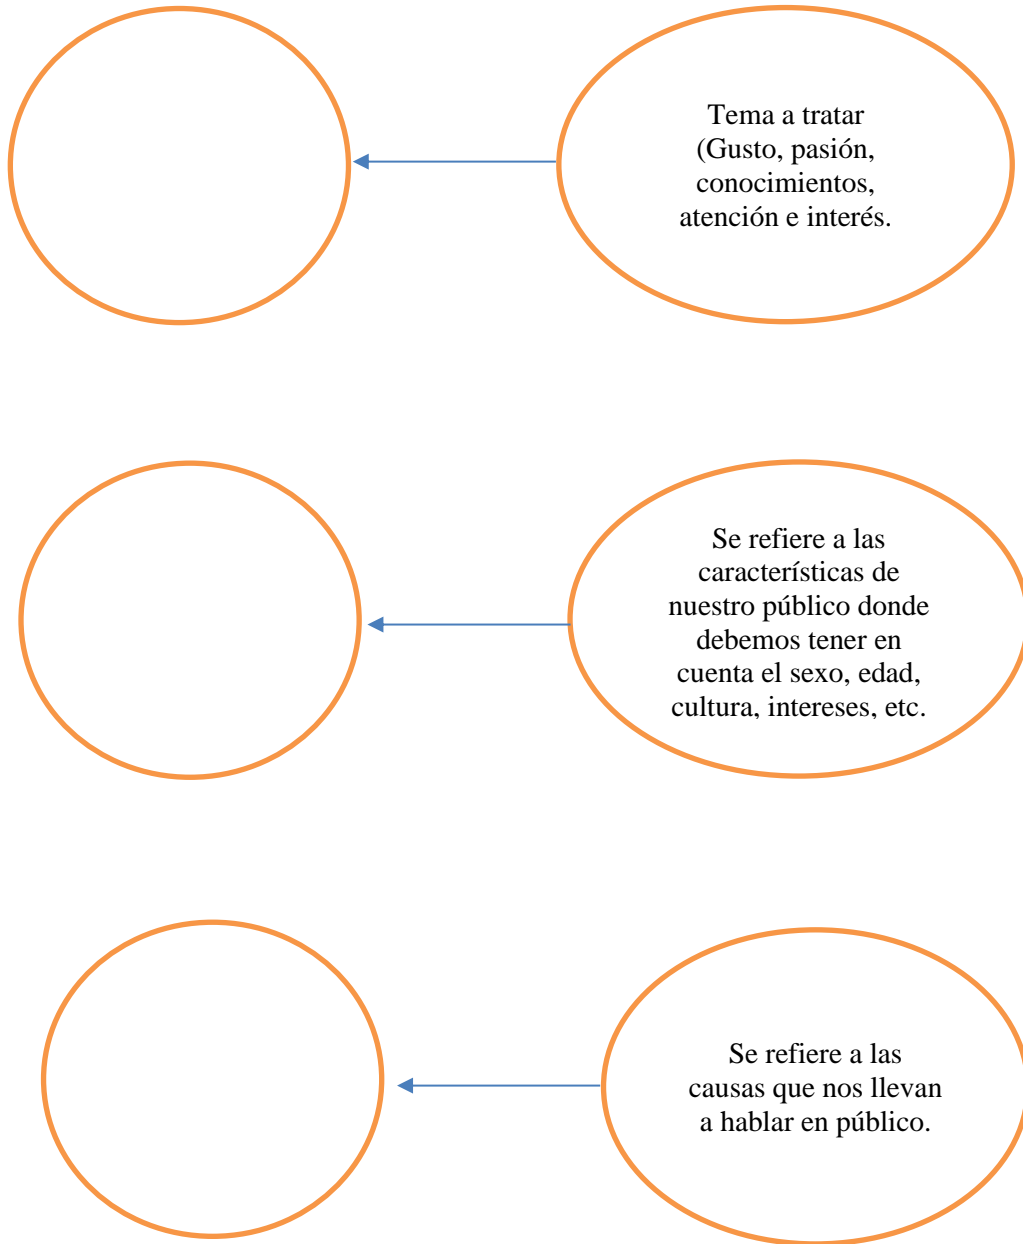 Tema a tratar
(Gusto, pasión,
conocimientos,
atención e interés.
Se refiere a las
características de
nuestro público donde
debemos tener en
cuenta el sexo, edad,
cultura, intereses, etc.
Se refiere a las
causas que nos llevan
a hablar en público.